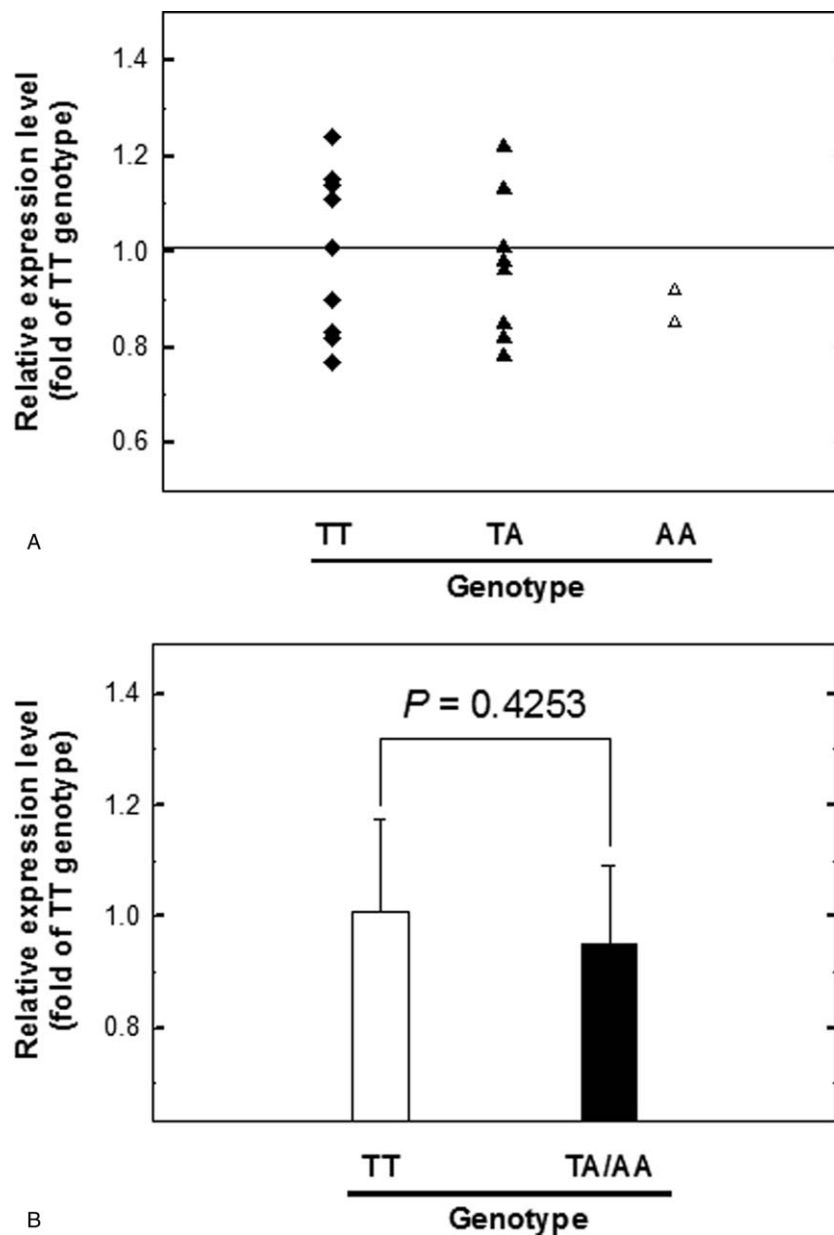 Relative expression level
(fold of TT genotype)
1.4
1.2
1.0
0.8
0.6
TT TA AA
Genotype
A
Relative expression level
(fold of TT genotype)
1.4
1.2
1.0
0.8
P = 0.4253
TT TA/AA
Genotype
B